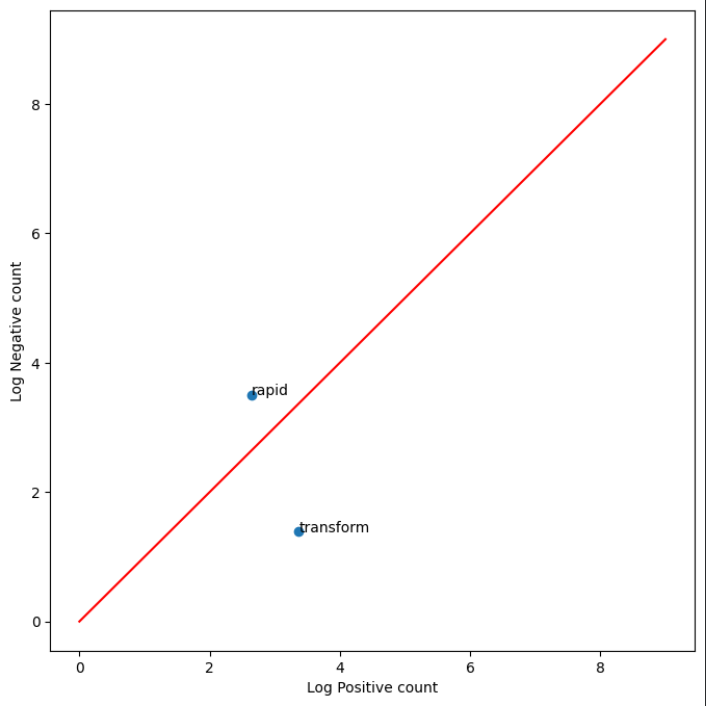 8
6
4
2
0
rapid
transform
0 2 4 6 8
Log Positive count
Log Negative count